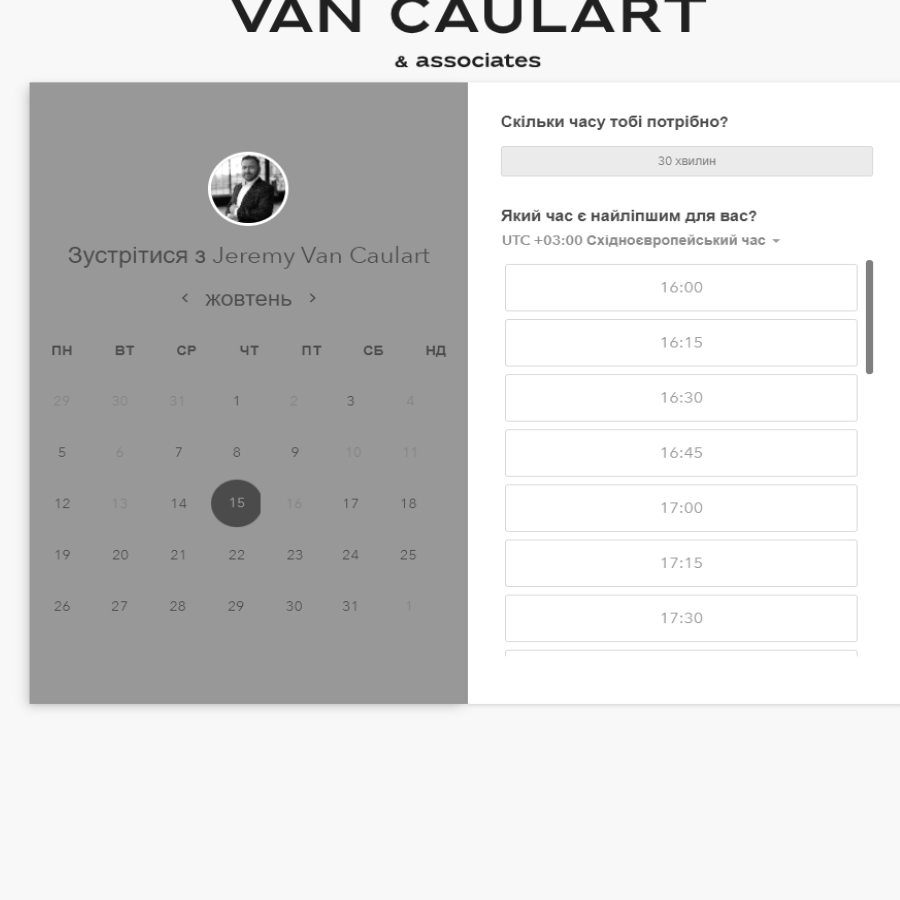 VAN CAULART
& associates
Зустрітися з Jeremy Van Caulart
‹ жовтень ›
ПН ВТ СР ЧТ ПТ СБ НД
29 30 31 1 2 3 4
5 6 7 8 9 10 11
12 13 14 15 16 17 18
19 20 21 22 23 24 25
26 27 28 29 30 31 1
Скільки часу тобі потрібно?
30 хвилин
Який час є найліпшим для вас?
UTC +03:00 Східноєвропейський час
16:00
16:15
16:30
16:45
17:00
17:15
17:30